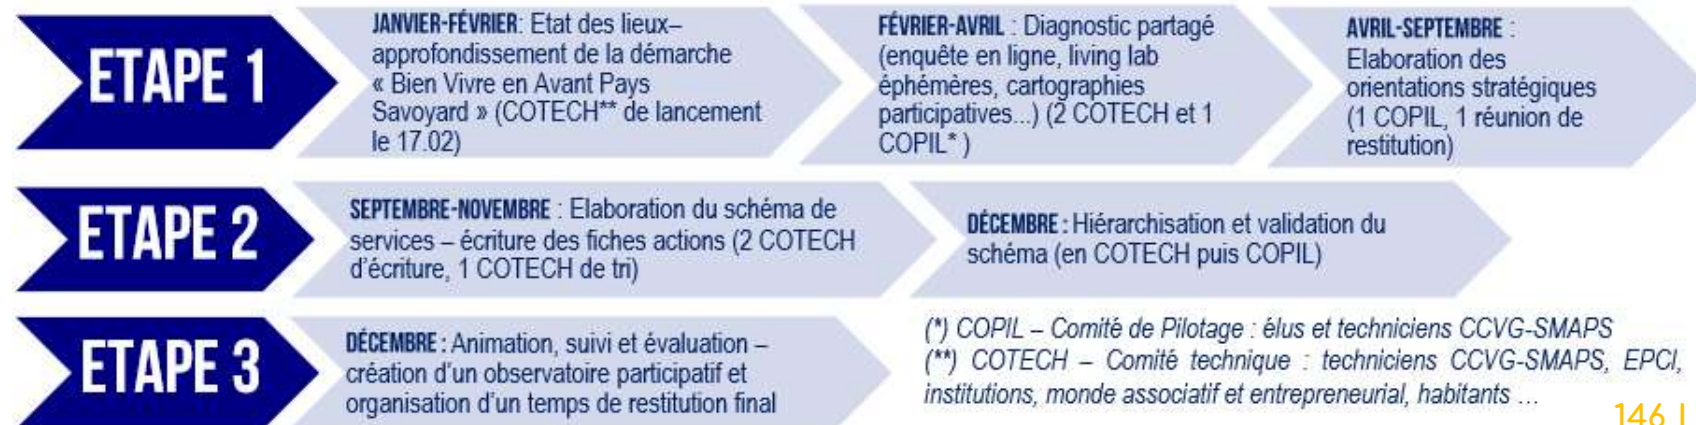 ETAPE 1
JANVIER-FÉVRIER: Etat des lieux–
approfondissement de la démarche
« Bien Vivre en Avant Pays
Savoyard » (COTECH** de lancement
le 17.02)
FÉVRIER-AVRIL : Diagnostic partagé
(enquête en ligne, living lab
éphémères, cartographies
participatives...) (2 COTECH et 1
COPIL* )
AVRIL-SEPTEMBRE :
Elaboration des
orientations stratégiques
(1 COPIL, 1 réunion de
restitution)
ETAPE 2
SEPTEMBRE-NOVEMBRE : Elaboration du schéma de
services – écriture des fiches actions (2 COTECH
d'écriture, 1 COTECH de tri)
DÉCEMBRE : Hiérarchisation et validation du
schéma (en COTECH puis COPIL)
ETAPE 3
DÉCEMBRE : Animation, suivi et évaluation –
création d'un observatoire participatif et
organisation d'un temps de restitution final
(*) COPIL – Comité de Pilotage : élus et techniciens CCVG-SMAPS
(**) COTECH – Comité technique : techniciens CCVG-SMAPS, EPCI,
institutions, monde associatif et entrepreneurial, habitants …
146 |